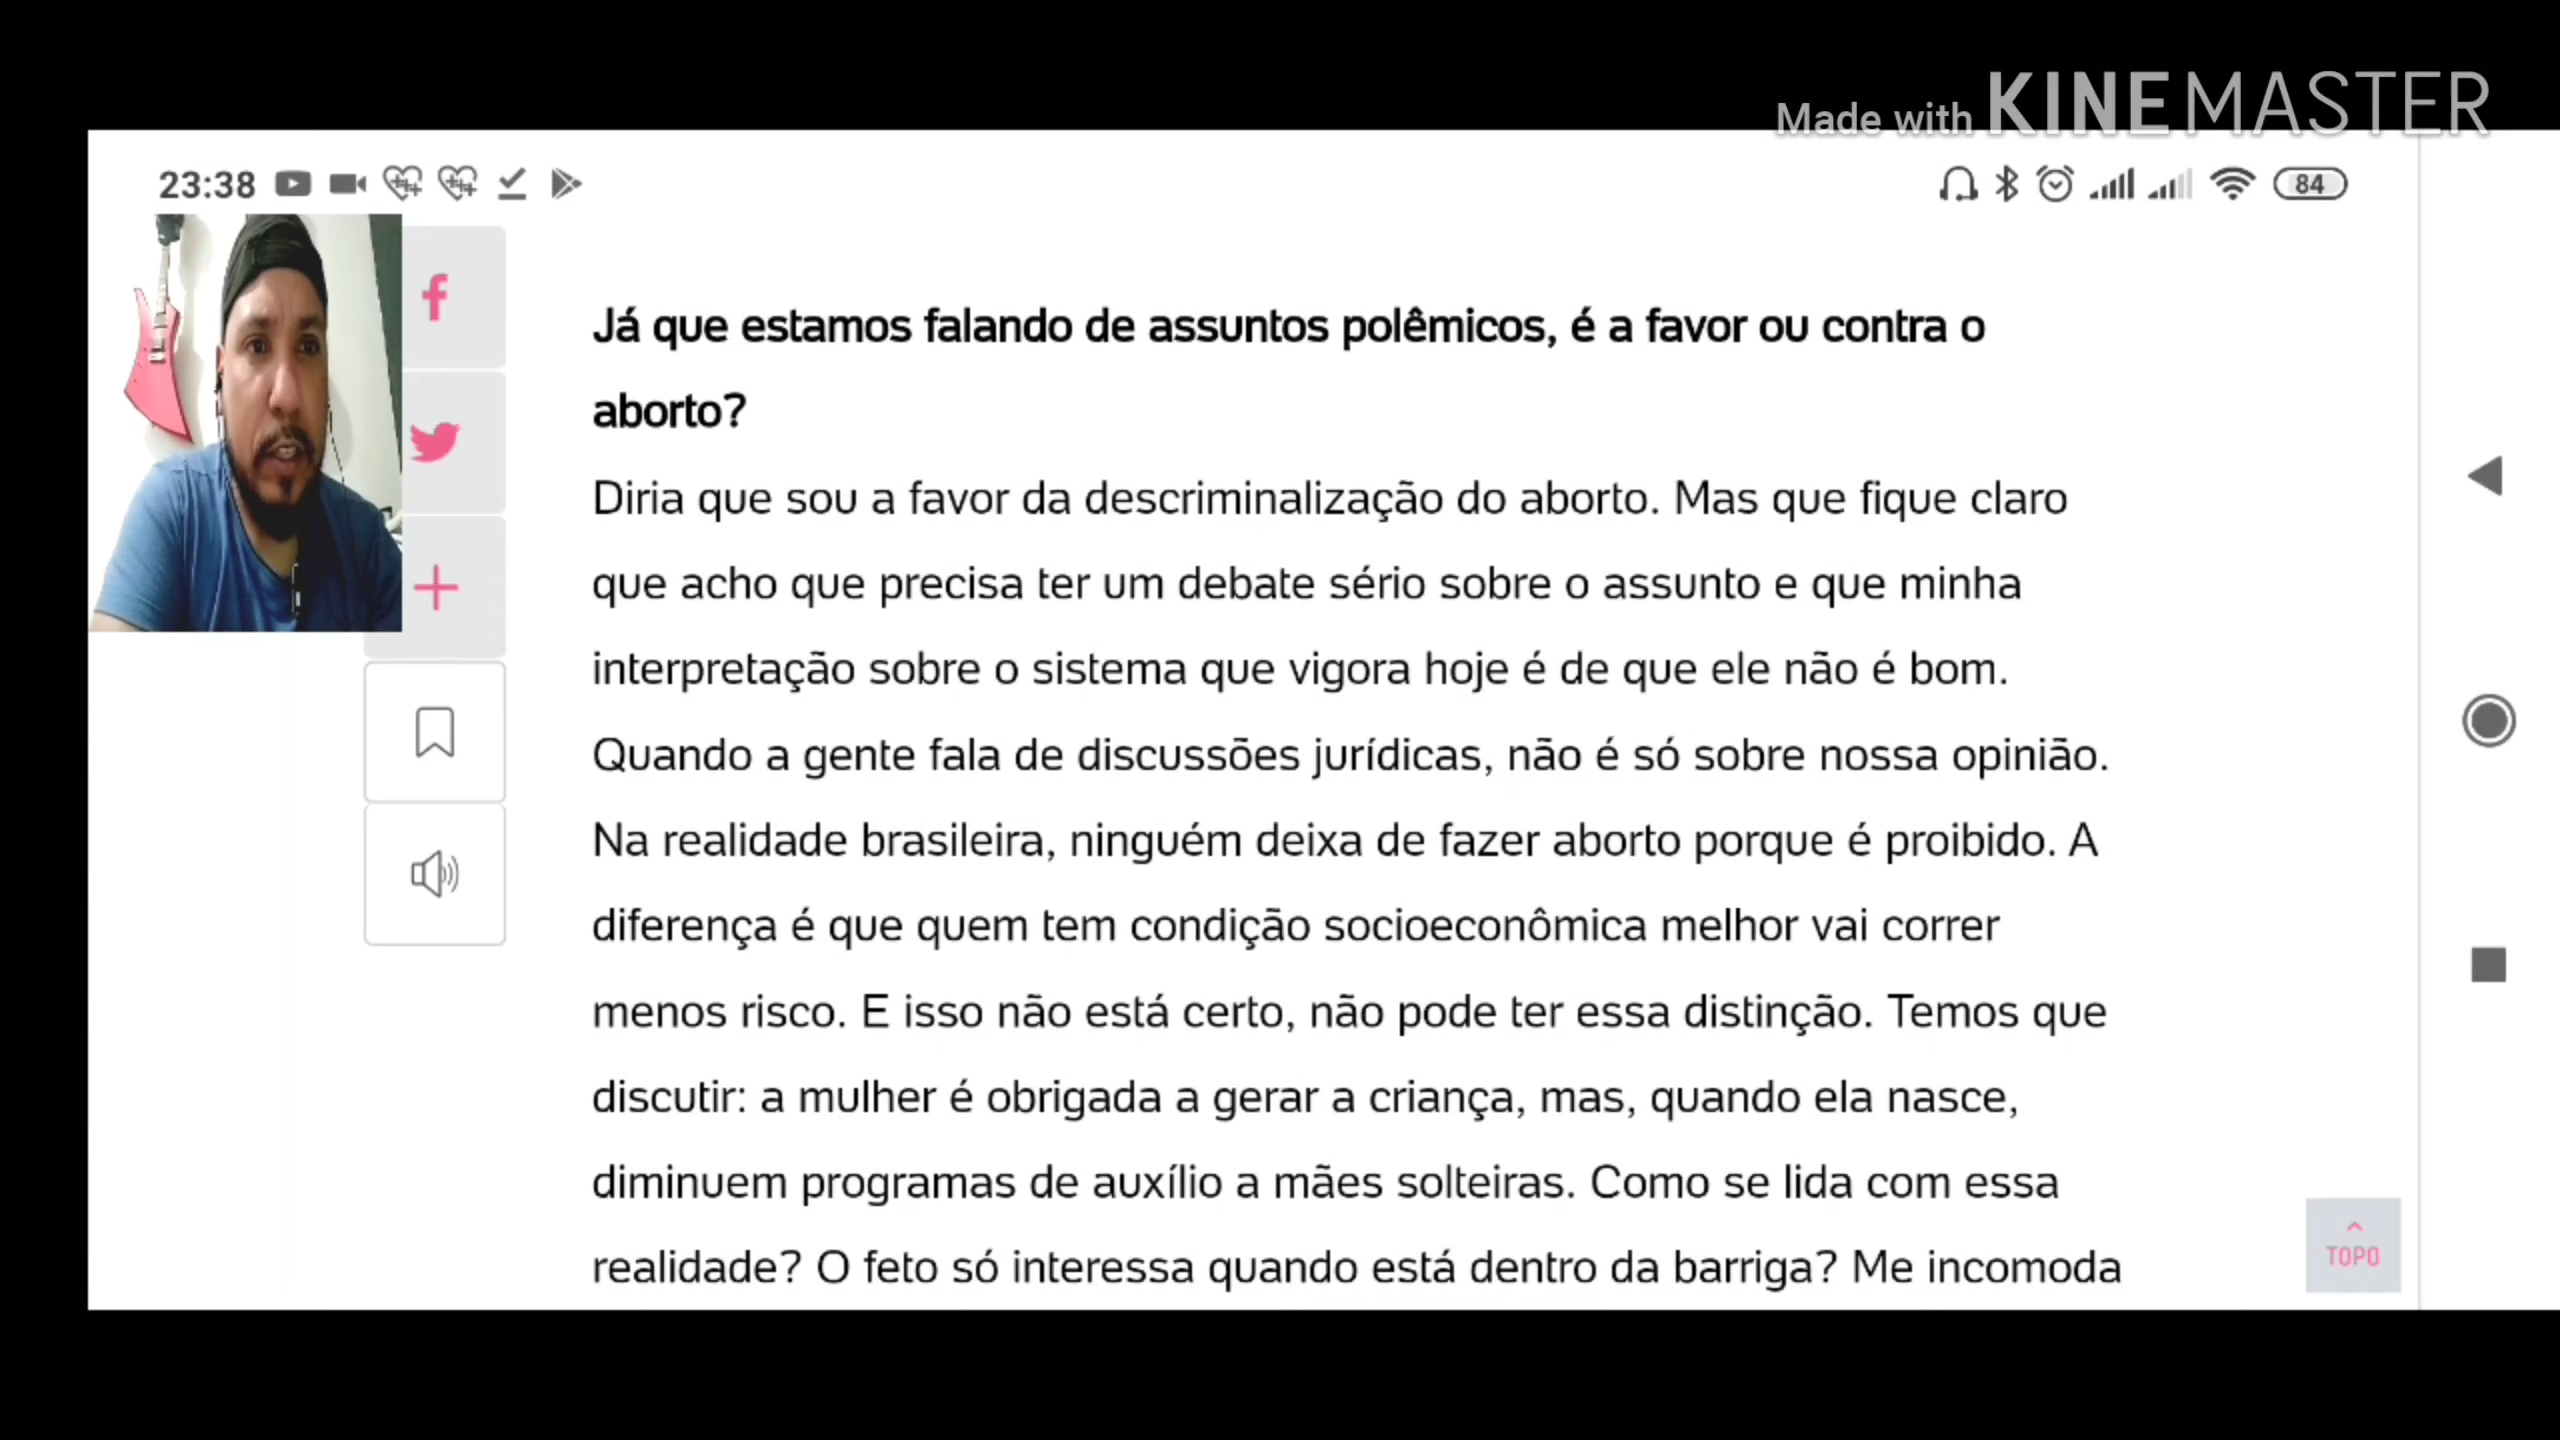 Made with KINEMASTER
23:38
84
Já que estamos falando de assuntos polêmicos, é a favor ou contra o
aborto?
Diria que sou a favor da descriminalização do aborto. Mas que fique claro
que acho que precisa ter um debate sério sobre o assunto e que minha
interpretação sobre o sistema que vigora hoje é de que ele não é bom.
Quando a gente fala de discussões jurídicas, não é só sobre nossa opinião.
Na realidade brasileira, ninguém deixa de fazer aborto porque é proibido. A
diferença é que quem tem condição socioeconômica melhor vai correr
menos risco. E isso não está certo, não pode ter essa distinção. Temos que
discutir: a mulher é obrigada a gerar a criança, mas, quando ela nasce,
diminuem programas de auxílio a mães solteiras. Como se lida com essa
realidade? O feto só interessa quando está dentro da barriga? Me incomoda
TOPO